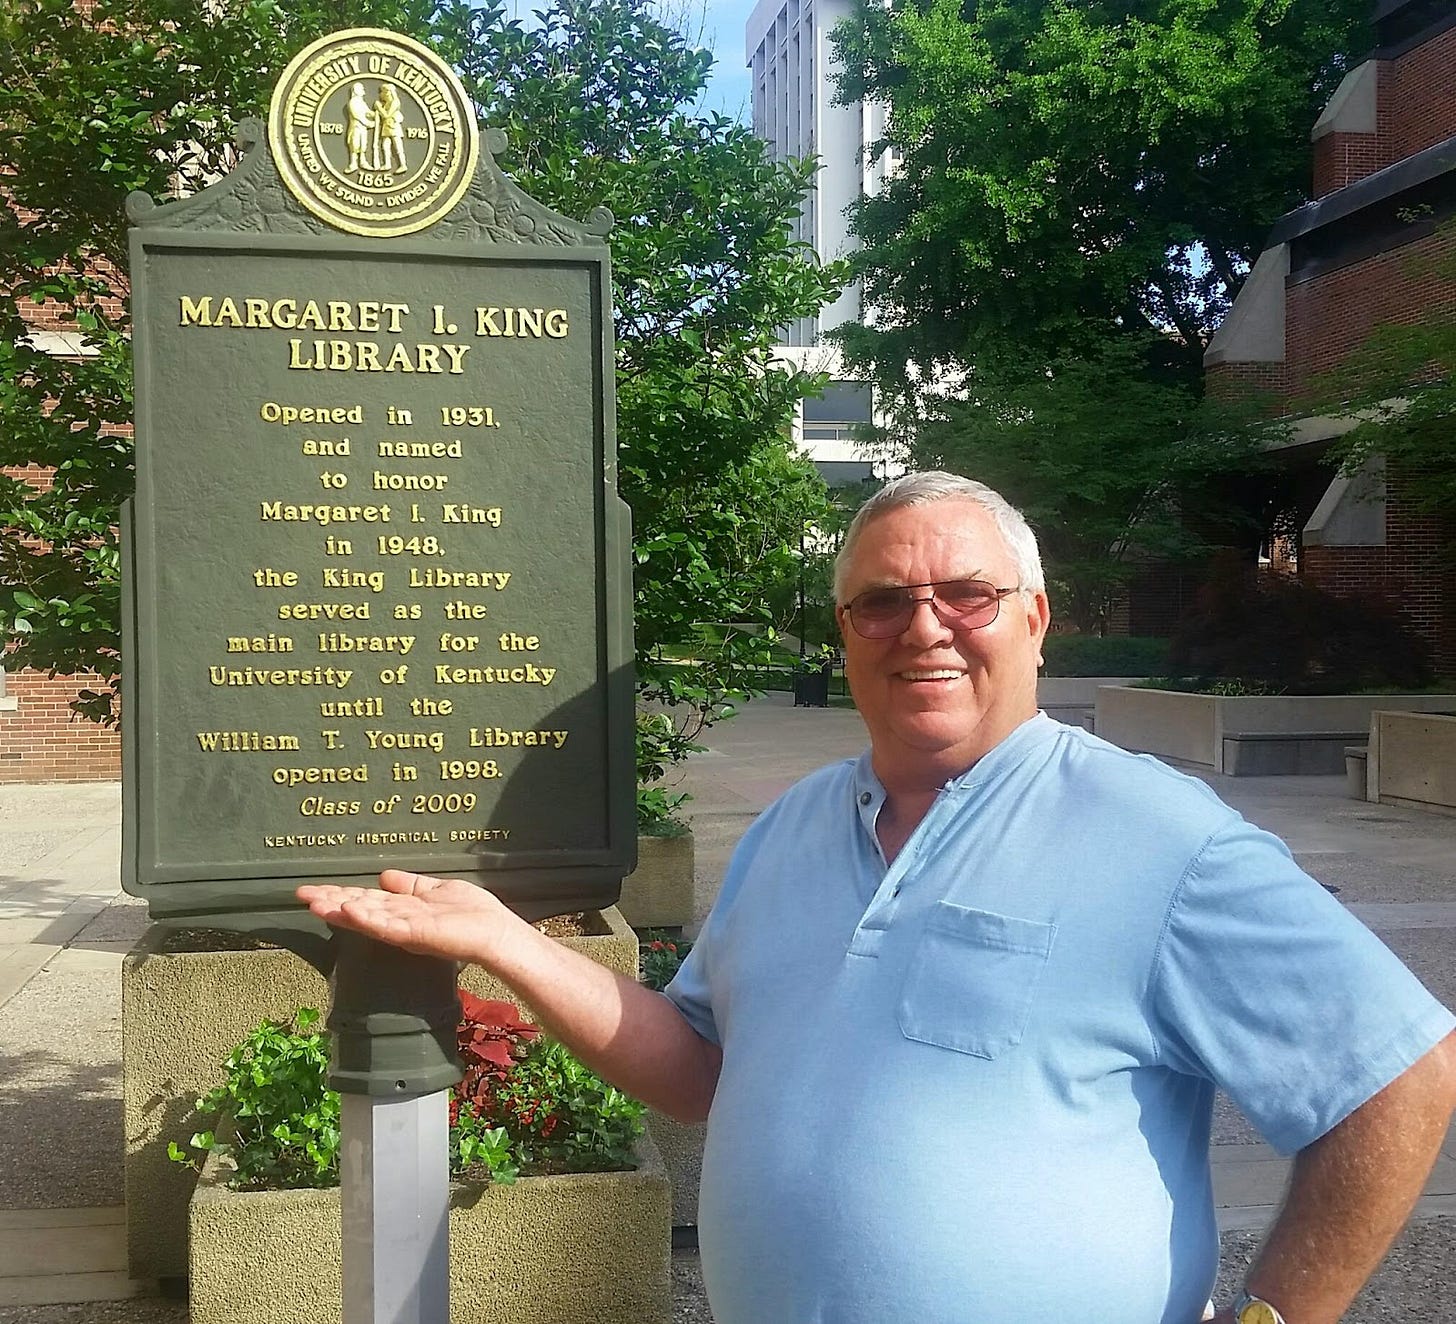 UNIVERSITY OF KENTUCKY
1878 1916
1865
UNITED WE STAND - DIVIDED WE FALL
MARGARET I. KING
LIBRARY
Opened in 1931,
and named
to honor
Margaret I. King
in 1948,
the King Library
served as the
main library for the
University of Kentucky
until the
William T. Young Library
opened in 1998.
Class of 2009
KENTUCKY HISTORICAL SOCIETY